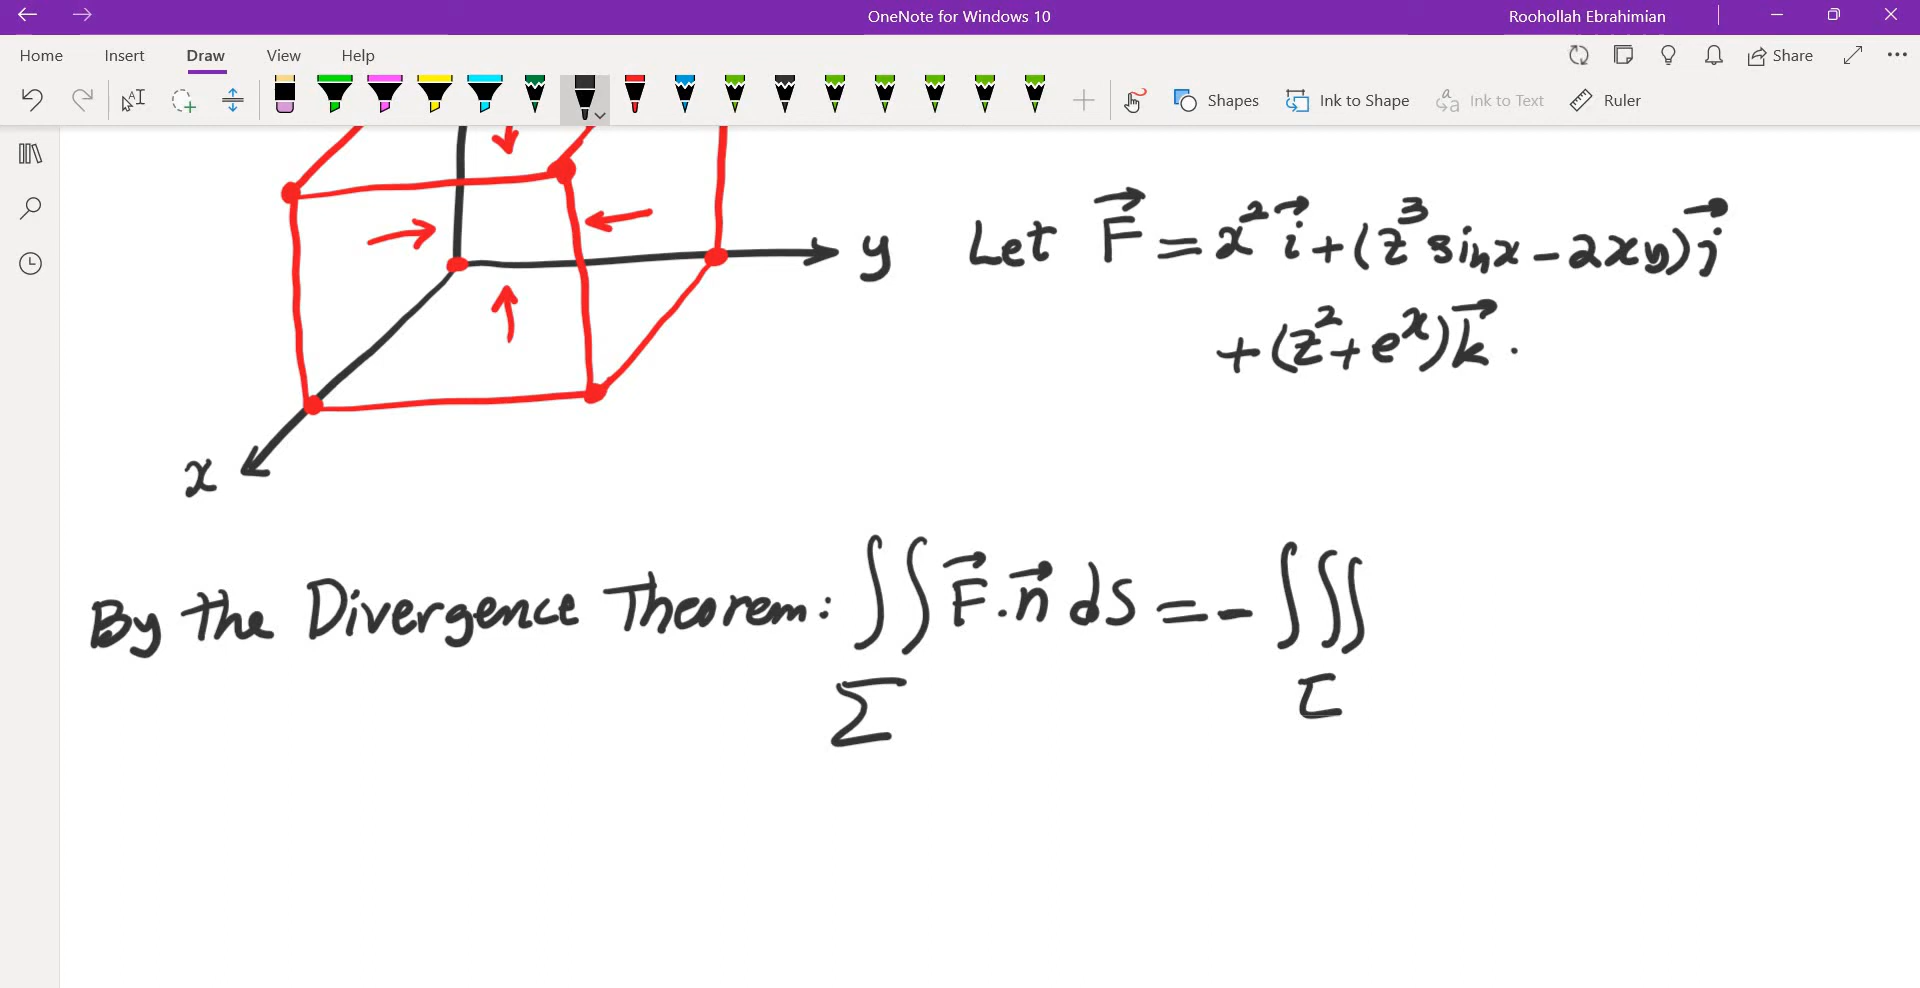 OneNote for Windows 10
Roohollah Ebrahimian
Home Insert Draw View Help
Share
Shapes Ink to Shape Ink to Text Ruler
y
x
Let F⃗ = x² i⃗ + (z³ sin x − 2xy) j⃗
+ (z² + eˣ) k⃗ .
By the Divergence Theorem: ∬ F⃗ . n⃗ dS = − ∭
Σ